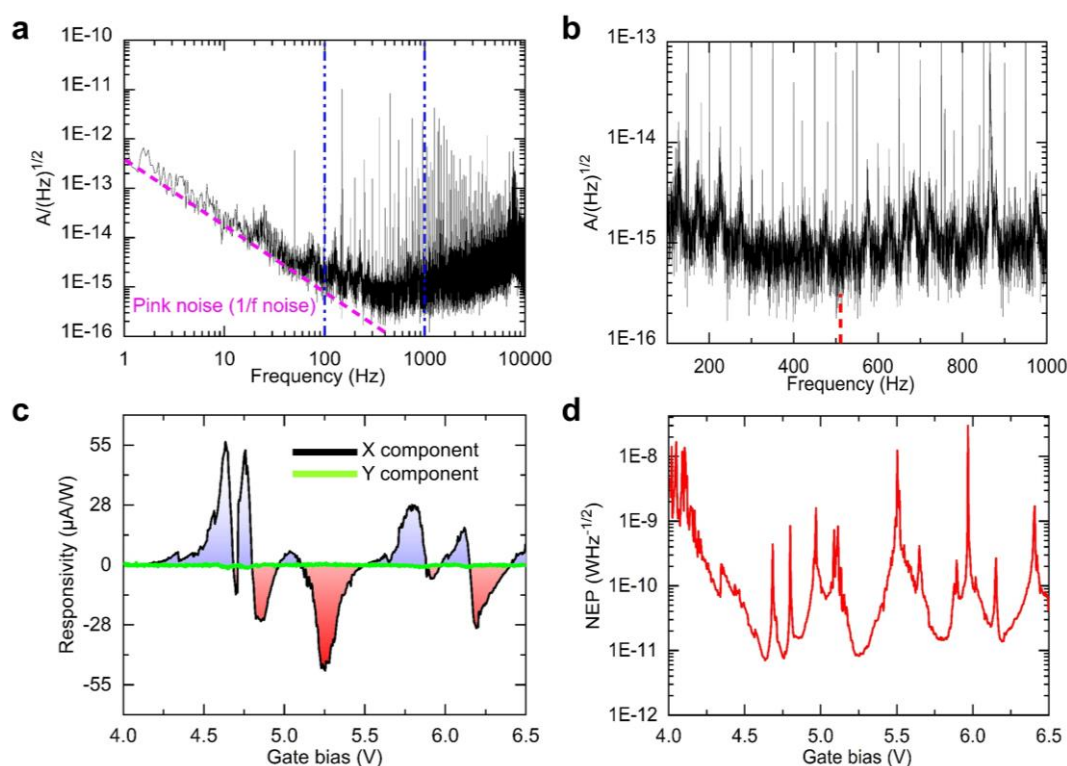 a
1E-10
1E-11
1E-12
1E-13
1E-14
1E-15
1E-16
A/(Hz)^1/2
Pink noise (1/f noise)
1 10 100 1000 10000
Frequency (Hz)
b
1E-13
1E-14
1E-15
1E-16
A/(Hz)^1/2
200 400 600 800 1000
Frequency (Hz)
c
55
28
0
-28
-55
Responsivity (µA/W)
X component
Y component
4.0 4.5 5.0 5.5 6.0 6.5
Gate bias (V)
d
1E-8
1E-9
1E-10
1E-11
1E-12
NEP (WHz^-1/2)
4.0 4.5 5.0 5.5 6.0 6.5
Gate bias (V)